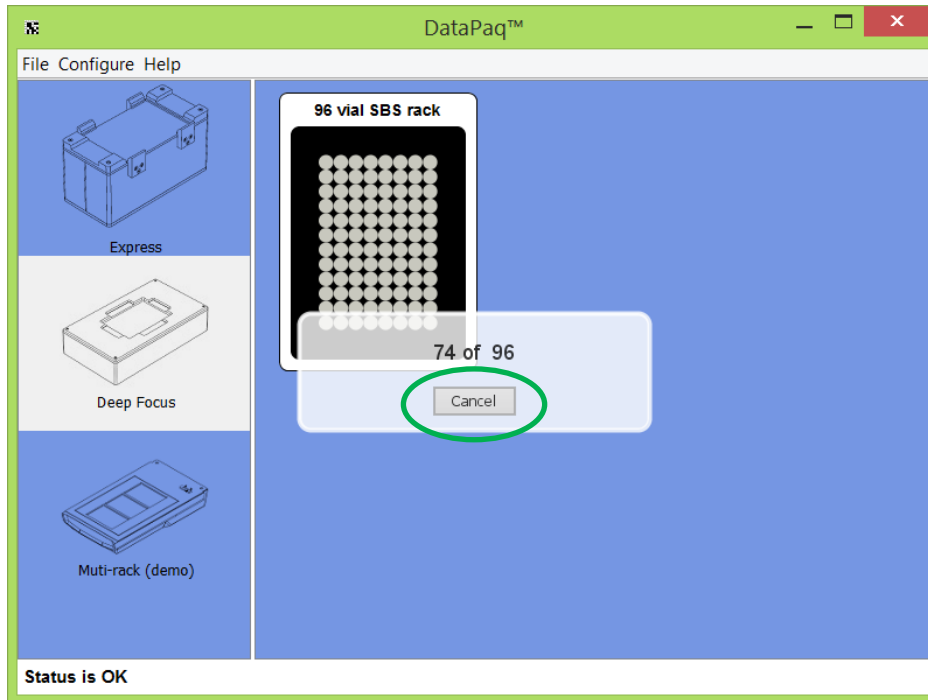 DataPaq™
File Configure Help
96 vial SBS rack
Express
74 of 96
Cancel
Deep Focus
Muti-rack (demo)
Status is OK